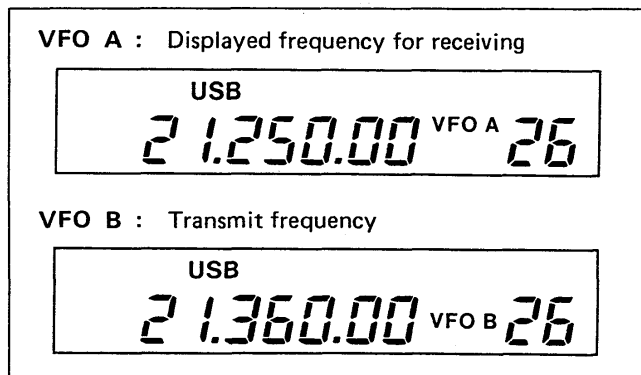 VFO A : Displayed frequency for receiving
USB
21.250.00 VFO A 26
VFO B : Transmit frequency
USB
21.360.00 VFO B 26